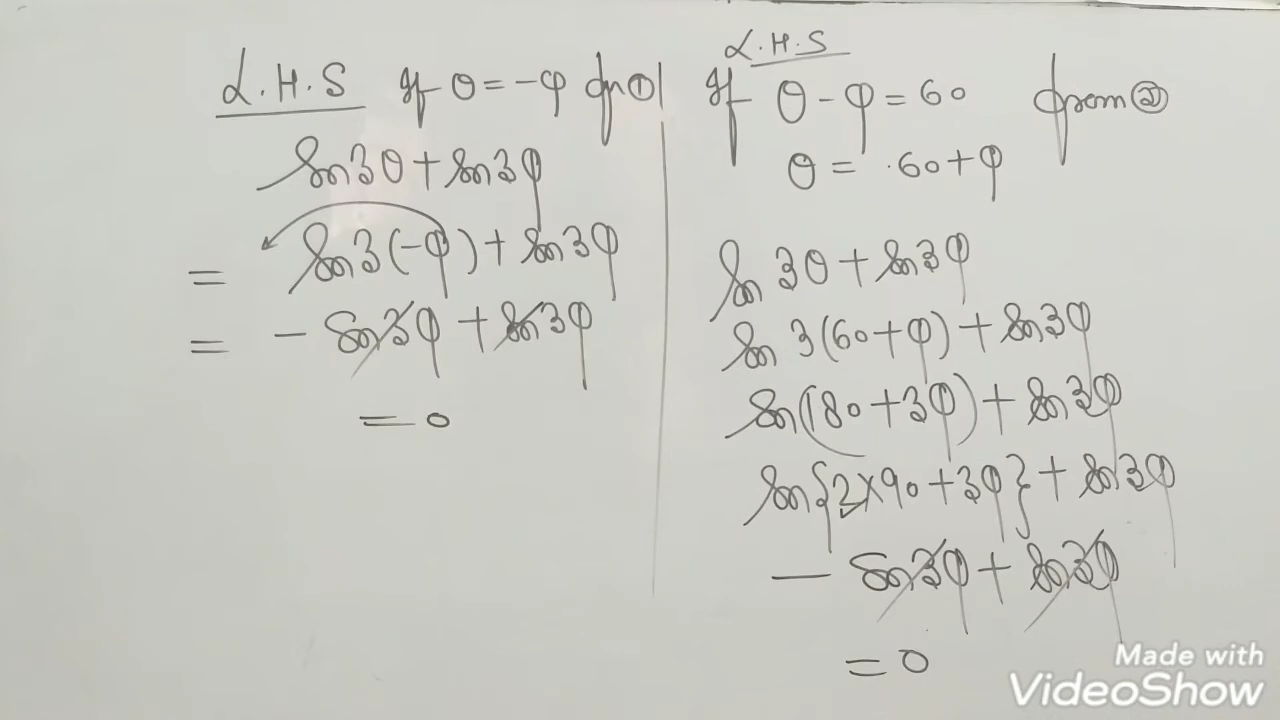 L.H.S If θ = -φ from ①
sin3θ + sin3φ
= sin3(-φ) + sin3φ
= - sin3φ + sin3φ
= 0
L.H.S
If θ - φ = 60 from ②
θ = 60 + φ
sin 3θ + sin3φ
sin 3(60+φ) + sin3φ
sin(180 + 3φ) + sin3φ
sin{2×90 + 3φ} + sin3φ
- sin3φ + sin3φ
= 0
Made with
VideoShow